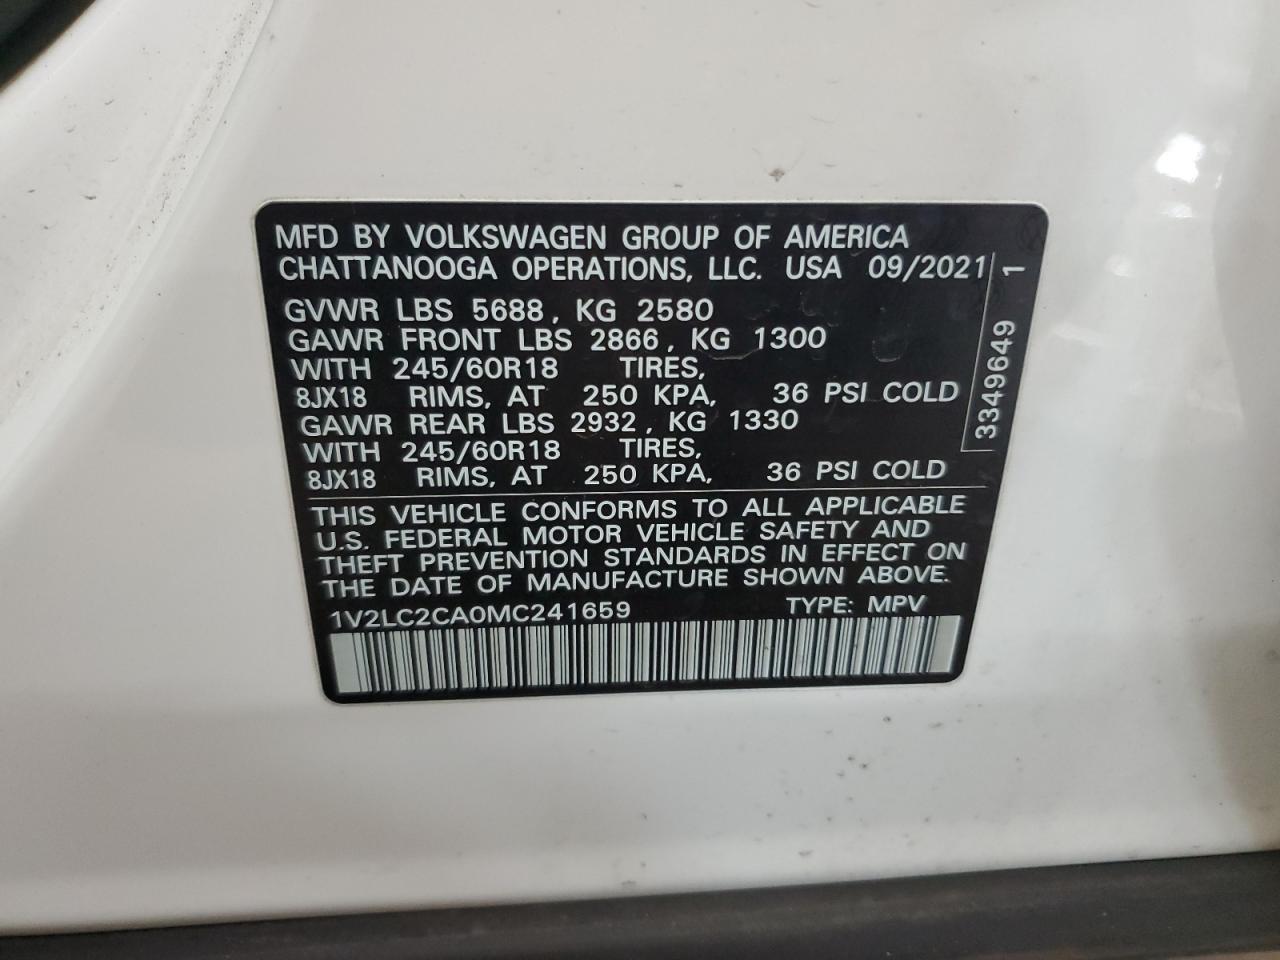 MFD BY VOLKSWAGEN GROUP OF AMERICA
CHATTANOOGA OPERATIONS, LLC. USA 09/2021
GVWR LBS 5688, KG 2580
GAWR FRONT LBS 2866, KG 1300
WITH 245/60R18 TIRES,
8JX18 RIMS, AT 250 KPA, 36 PSI COLD
GAWR REAR LBS 2932, KG 1330
WITH 245/60R18 TIRES,
8JX18 RIMS, AT 250 KPA, 36 PSI COLD
3349649 1
THIS VEHICLE CONFORMS TO ALL APPLICABLE
U.S. FEDERAL MOTOR VEHICLE SAFETY AND
THEFT PREVENTION STANDARDS IN EFFECT ON
THE DATE OF MANUFACTURE SHOWN ABOVE.
1V2LC2CA0MC241659 TYPE: MPV